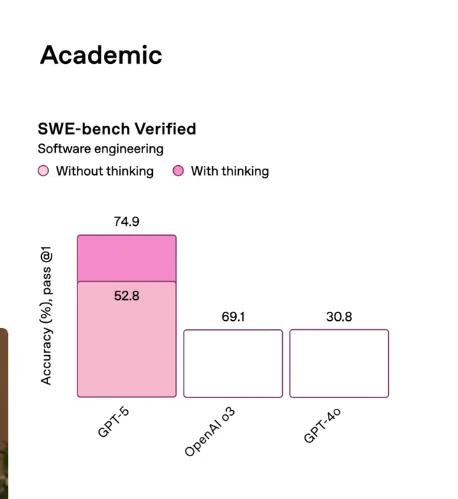 Academic
SWE-bench Verified
Software engineering
Without thinking With thinking
74.9
52.8
69.1
30.8
Accuracy (%), pass @1
GPT-5
OpenAI o3
GPT-4o